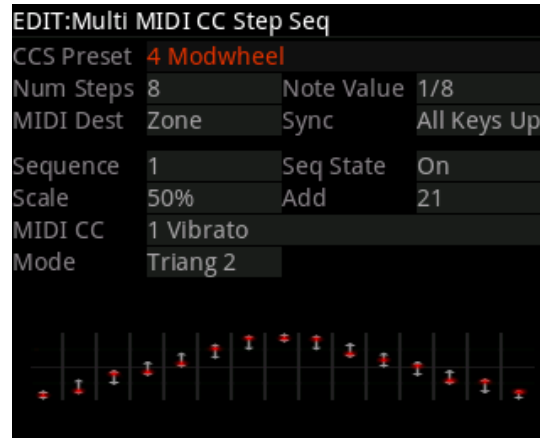 EDIT:Multi MIDI CC Step Seq
CCS Preset 4 Modwheel
Num Steps 8 Note Value 1/8
MIDI Dest Zone Sync All Keys Up
Sequence 1 Seq State On
Scale 50% Add 21
MIDI CC 1 Vibrato
Mode Triang 2